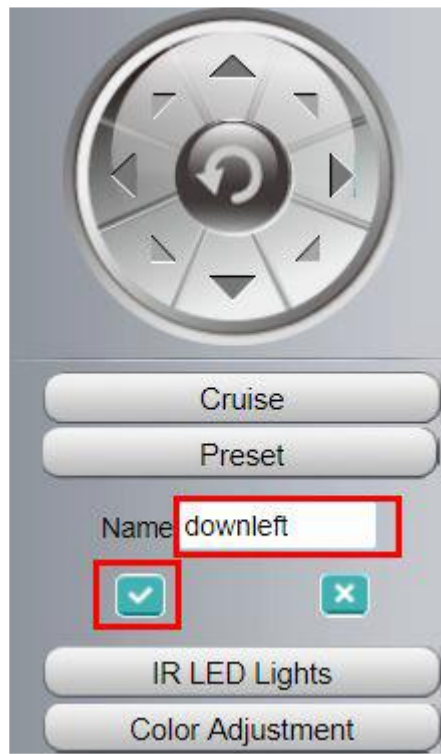 Cruise
Preset
Name downleft
IR LED Lights
Color Adjustment